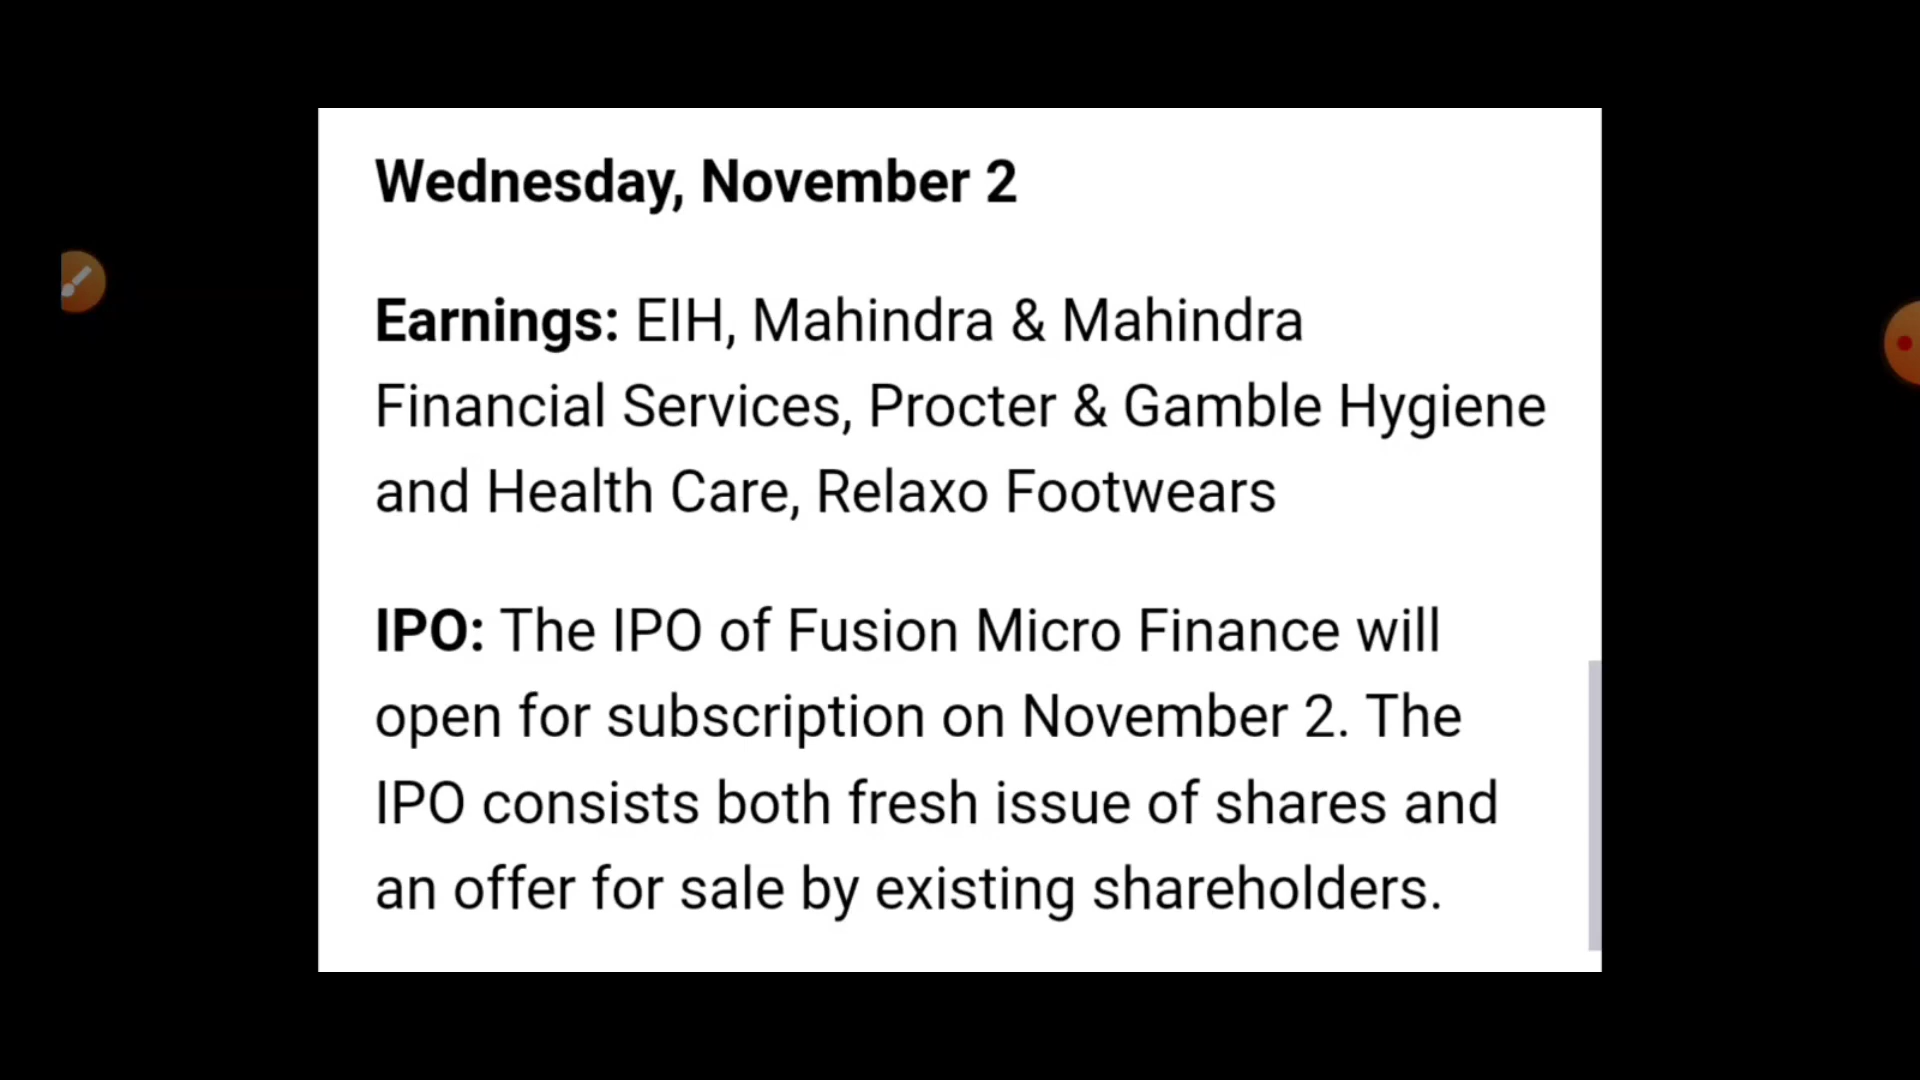 Wednesday, November 2
Earnings: EIH, Mahindra & Mahindra
Financial Services, Procter & Gamble Hygiene
and Health Care, Relaxo Footwears
IPO: The IPO of Fusion Micro Finance will
open for subscription on November 2. The
IPO consists both fresh issue of shares and
an offer for sale by existing shareholders.